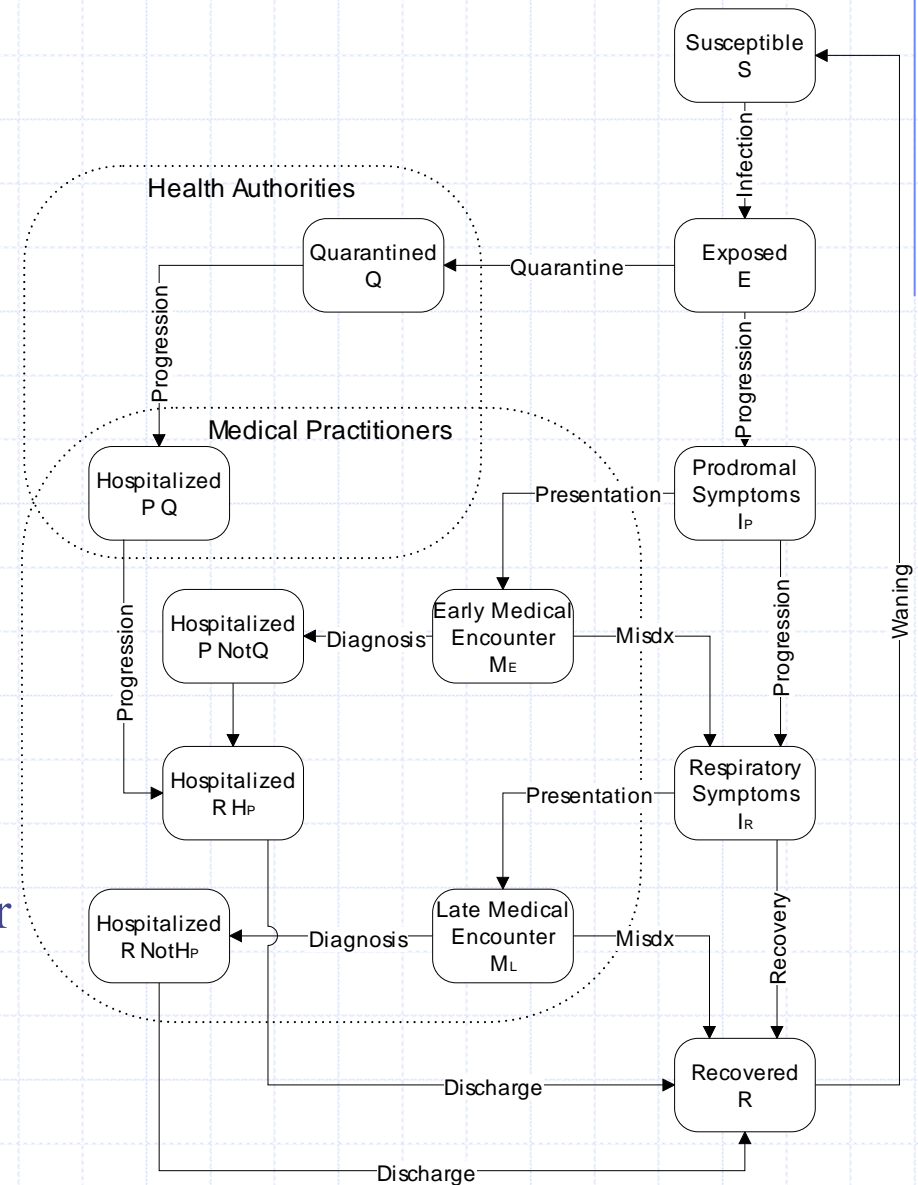 Susceptible
S
Infection
Health Authorities
Quarantined
Q
Quarantine
Exposed
E
Progression
Progression
Medical Practitioners
Hospitalized
P Q
Presentation
Prodromal
Symptoms
IP
Hospitalized
P NotQ
Diagnosis
Early Medical
Encounter
ME
Misdx
Progression
Waning
Progression
Hospitalized
R HP
Presentation
Respiratory
Symptoms
IR
r
Hospitalized
R NotHP
Diagnosis
Late Medical
Encounter
ML
Misdx
Recovery
Discharge
Recovered
R
Discharge